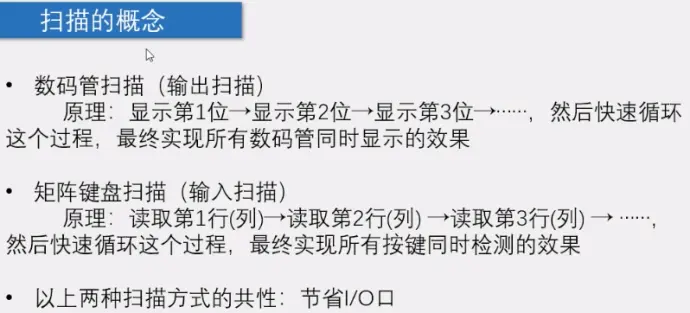 扫描的概念
• 数码管扫描（输出扫描）
原理：显示第1位→显示第2位→显示第3位→……，然后快速循环
这个过程，最终实现所有数码管同时显示的效果
• 矩阵键盘扫描（输入扫描）
原理：读取第1行(列)→读取第2行(列) →读取第3行(列) → ……，
然后快速循环这个过程，最终实现所有按键同时检测的效果
• 以上两种扫描方式的共性：节省I/O口